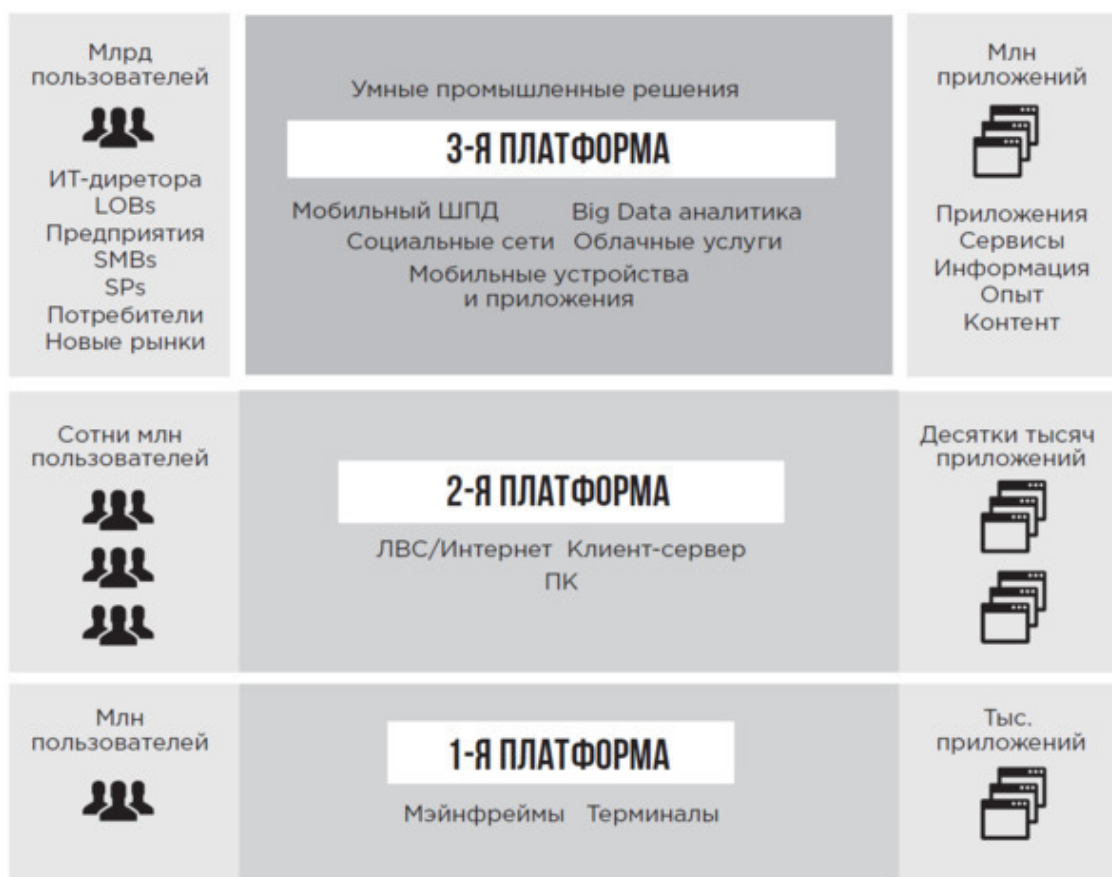 Млрд
пользователей
ИТ-диретора
LOBs
Предприятия
SMBs
SPs
Потребители
Новые рынки
Умные промышленные решения
3-Я ПЛАТФОРМА
Мобильный ШПД Big Data аналитика
Социальные сети Облачные услуги
Мобильные устройства
и приложения
Млн
приложений
Приложения
Сервисы
Информация
Опыт
Контент
Сотни млн
пользователей
2-Я ПЛАТФОРМА
ЛВС/Интернет Клиент-сервер
ПК
Десятки тысяч
приложений
Млн
пользователей
1-Я ПЛАТФОРМА
Мэйнфреймы Терминалы
Тыс.
приложений